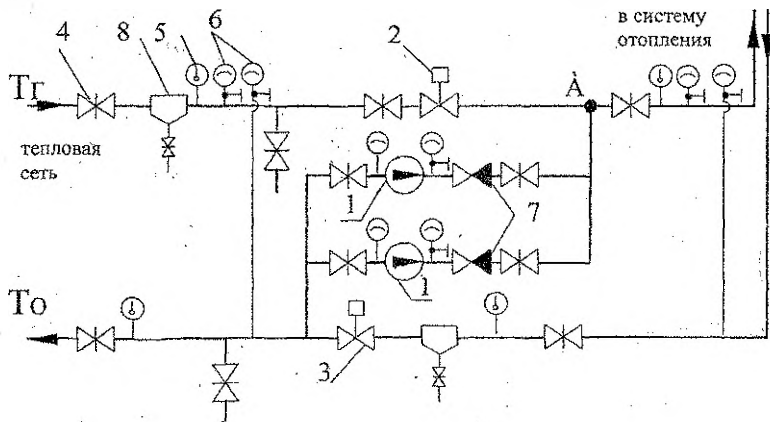 4
8
5
6
2
в систему
отопления
Тг
À
тепловая
сеть
1
7
1
То
3